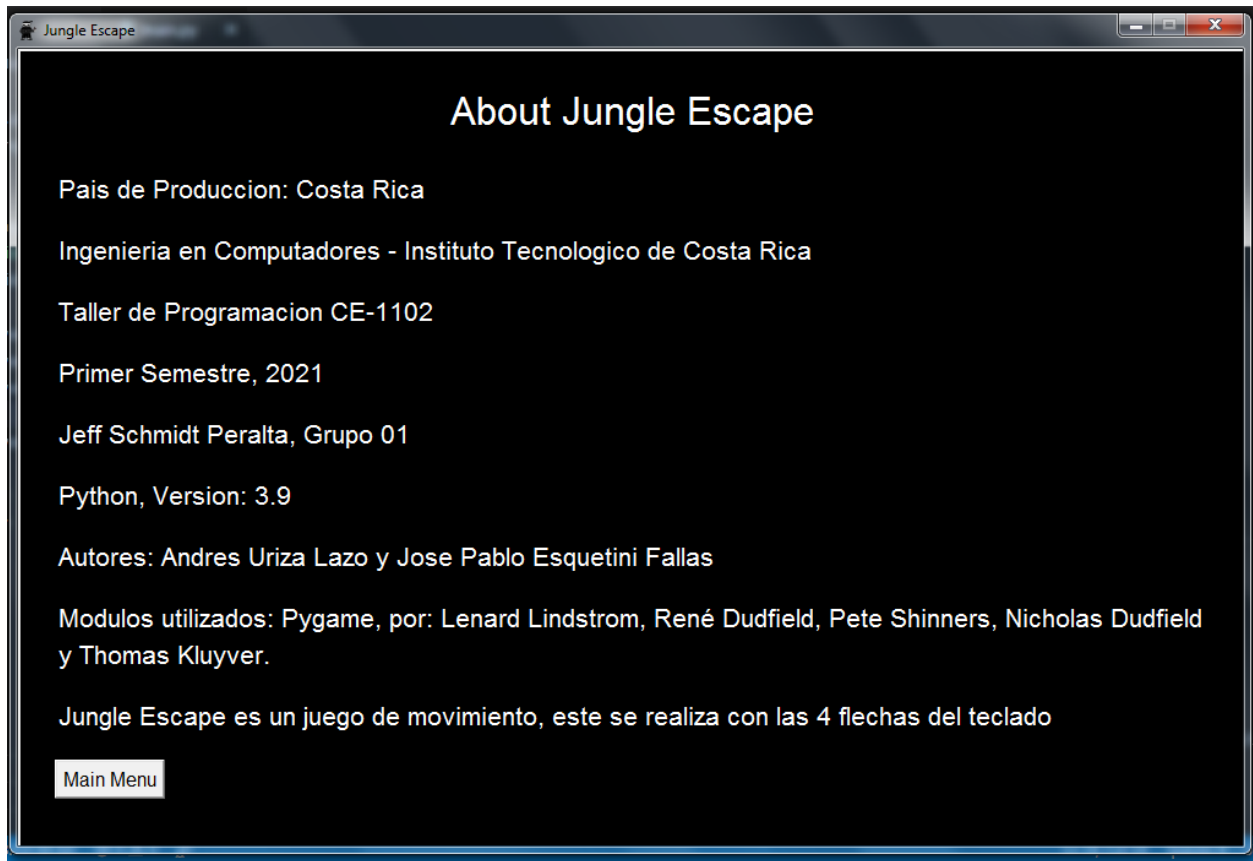 Jungle Escape
About Jungle Escape
Pais de Produccion: Costa Rica
Ingenieria en Computadores - Instituto Tecnologico de Costa Rica
Taller de Programacion CE-1102
Primer Semestre, 2021
Jeff Schmidt Peralta, Grupo 01
Python, Version: 3.9
Autores: Andres Uriza Lazo y Jose Pablo Esquetini Fallas
Modulos utilizados: Pygame, por: Lenard Lindstrom, René Dudfield, Pete Shinners, Nicholas Dudfield
y Thomas Kluyver.
Jungle Escape es un juego de movimiento, este se realiza con las 4 flechas del teclado
Main Menu